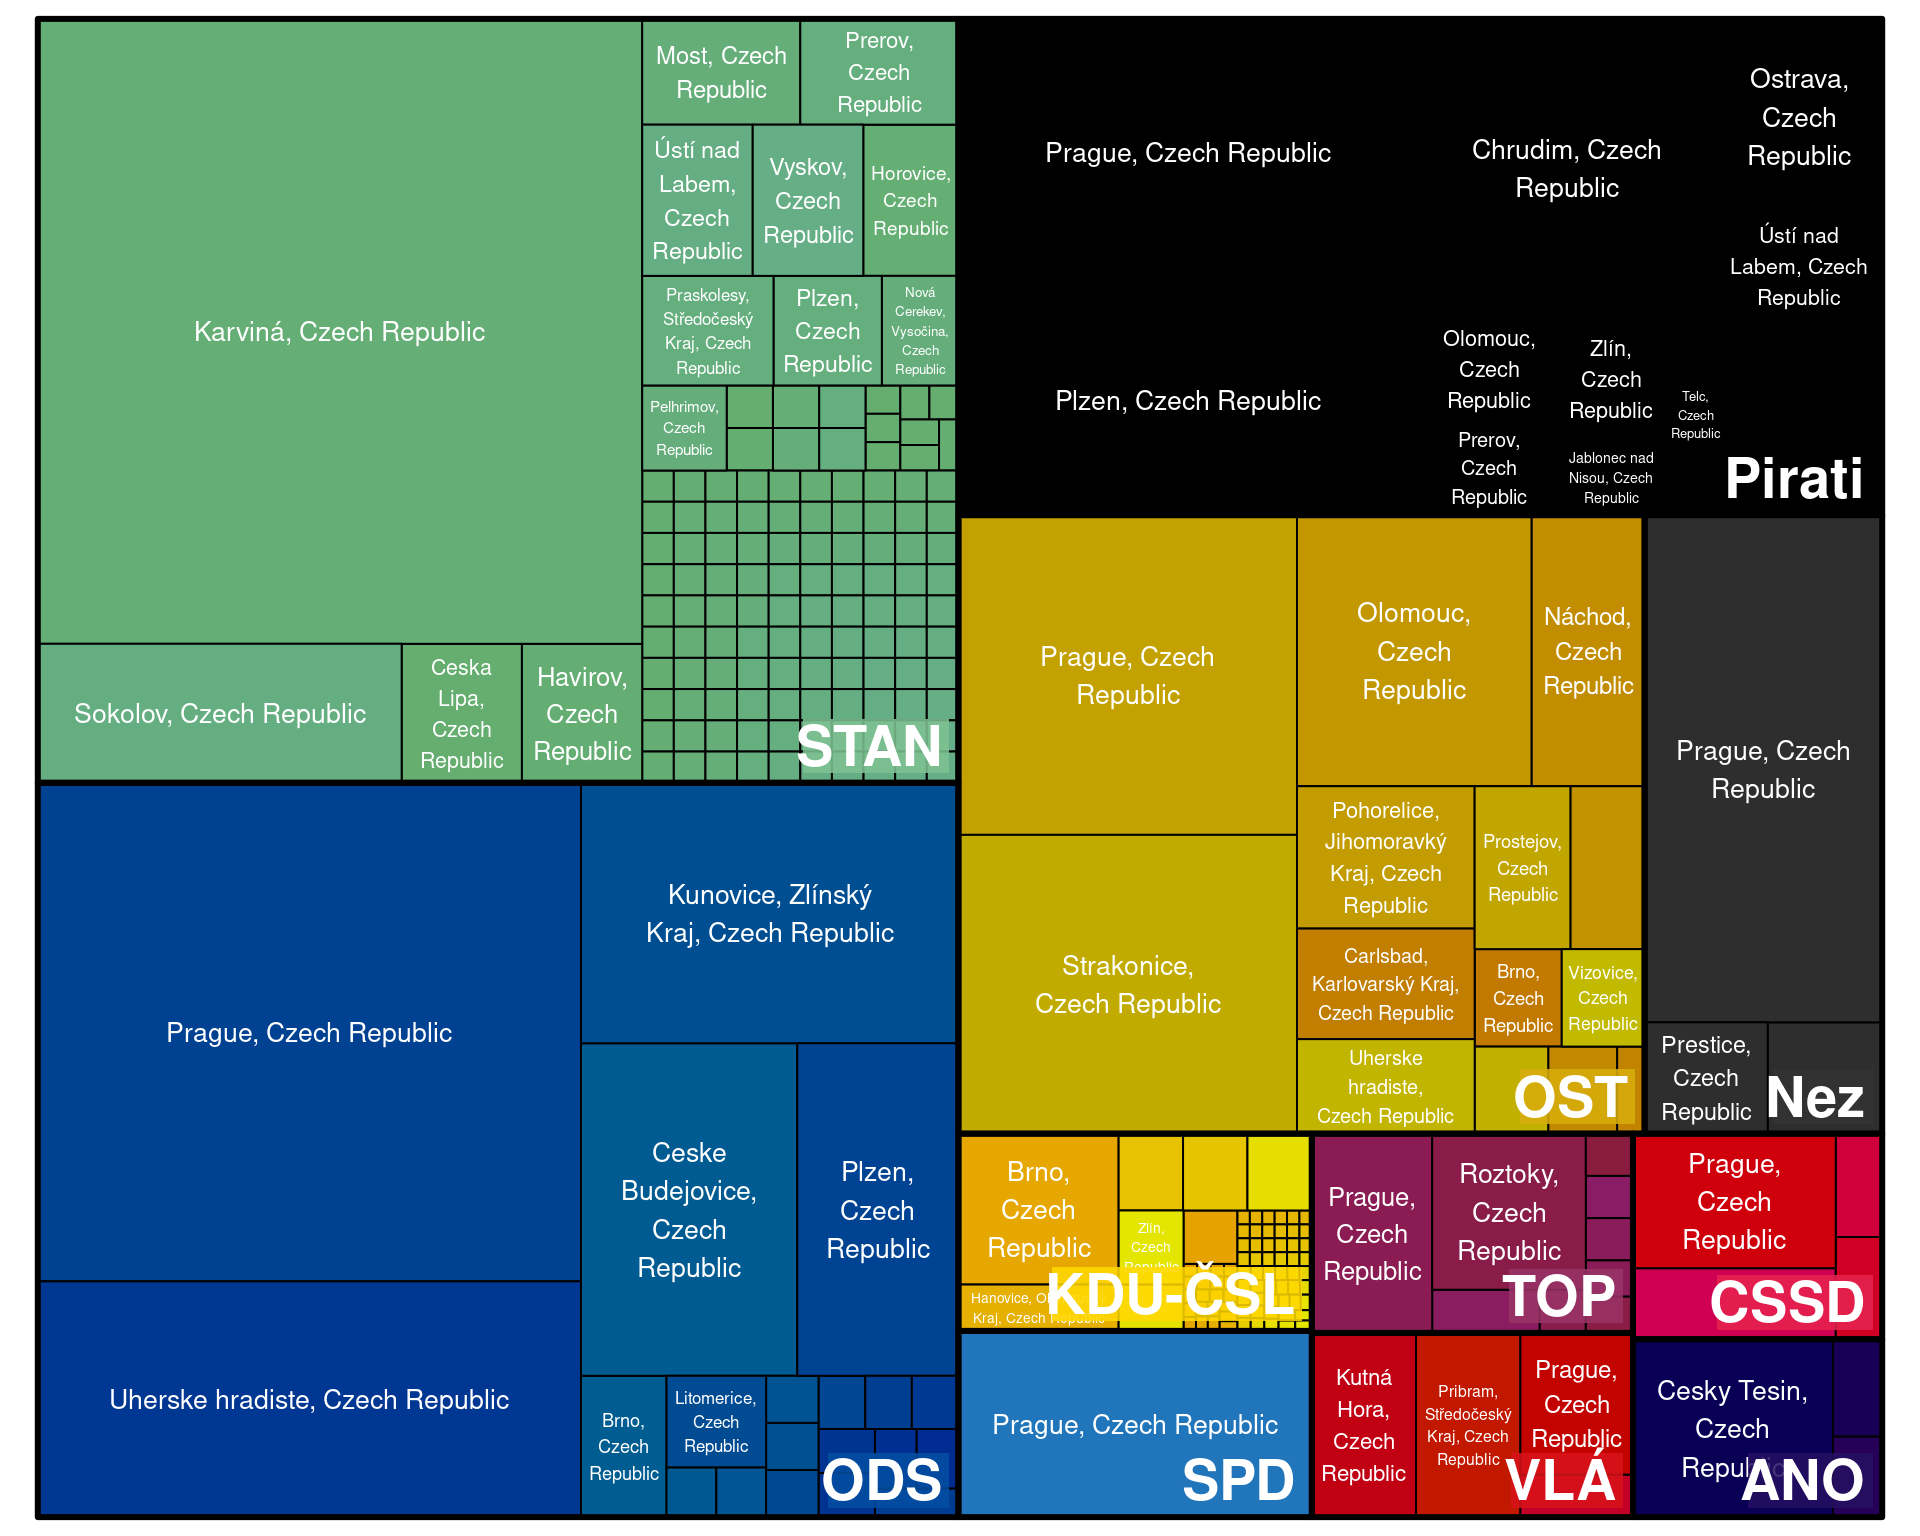 Karviná, Czech Republic
Most, Czech
Republic
Prerov,
Czech
Republic
Ústí nad
Labem,
Czech
Republic
Vyskov,
Czech
Republic
Horovice,
Czech
Republic
Praskolesy,
Středočeský
Kraj, Czech
Republic
Plzen,
Czech
Republic
Nová
Cerekev,
Vysočina,
Czech
Republic
Pelhrimov,
Czech
Republic
Sokolov, Czech Republic
Ceska
Lipa,
Czech
Republic
Havirov,
Czech
Republic
STAN
Prague, Czech Republic
Chrudim, Czech
Republic
Ostrava,
Czech
Republic
Ústí nad
Labem, Czech
Republic
Plzen, Czech Republic
Olomouc,
Czech
Republic
Zlín,
Czech
Republic
Telc,
Czech
Republic
Prerov,
Czech
Republic
Jablonec nad
Nisou, Czech
Republic
Pirati
Prague, Czech
Republic
Olomouc,
Czech
Republic
Náchod,
Czech
Republic
Strakonice,
Czech Republic
Pohorelice,
Jihomoravký
Kraj, Czech
Republic
Prostejov,
Czech
Republic
Carlsbad,
Karlovarský Kraj,
Czech Republic
Brno,
Czech
Republic
Vizovice,
Czech
Republic
Uherske
hradiste,
Czech Republic
OST
Prague, Czech
Republic
Prestice,
Czech
Republic
Nez
Prague, Czech Republic
Kunovice, Zlínský
Kraj, Czech Republic
Ceske
Budejovice,
Czech
Republic
Plzen,
Czech
Republic
Uherske hradiste, Czech Republic
Brno,
Czech
Republic
Litomerice,
Czech
Republic
ODS
Brno,
Czech
Republic
Zlín,
Czech
Republic
Hanovice,
Kraj, Czech Republic
KDU-ČSL
Prague,
Czech
Republic
Roztoky,
Czech
Republic
TOP
Prague,
Czech
Republic
CSSD
Prague, Czech Republic
SPD
Kutná
Hora,
Czech
Republic
Pribram,
Středočeský
Kraj, Czech
Republic
Prague,
Czech
Republic
VLÁ
Cesky Tesin,
Czech
Republic
ANO